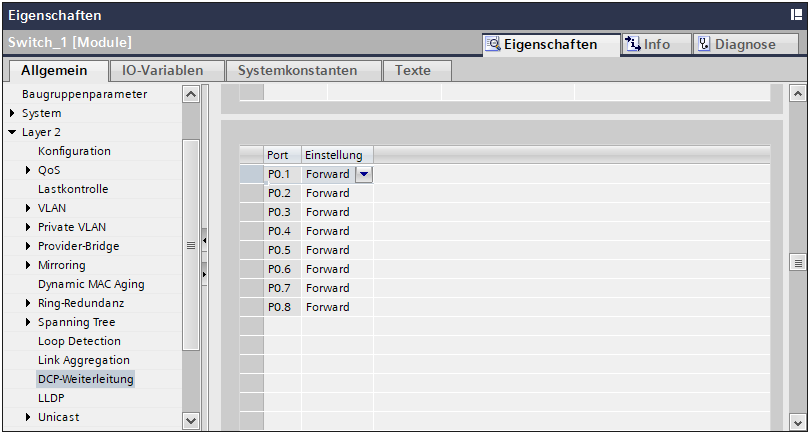 Eigenschaften
Switch_1 [Module]
Eigenschaften Info Diagnose
Allgemein IO-Variablen Systemkonstanten Texte
Baugruppenparameter
System
Layer 2
Konfiguration
QoS
Lastkontrolle
VLAN
Private VLAN
Provider-Bridge
Mirroring
Dynamic MAC Aging
Ring-Redundanz
Spanning Tree
Loop Detection
Link Aggregation
DCP-Weiterleitung
LLDP
Unicast
Port Einstellung
P0.1 Forward
P0.2 Forward
P0.3 Forward
P0.4 Forward
P0.5 Forward
P0.6 Forward
P0.7 Forward
P0.8 Forward